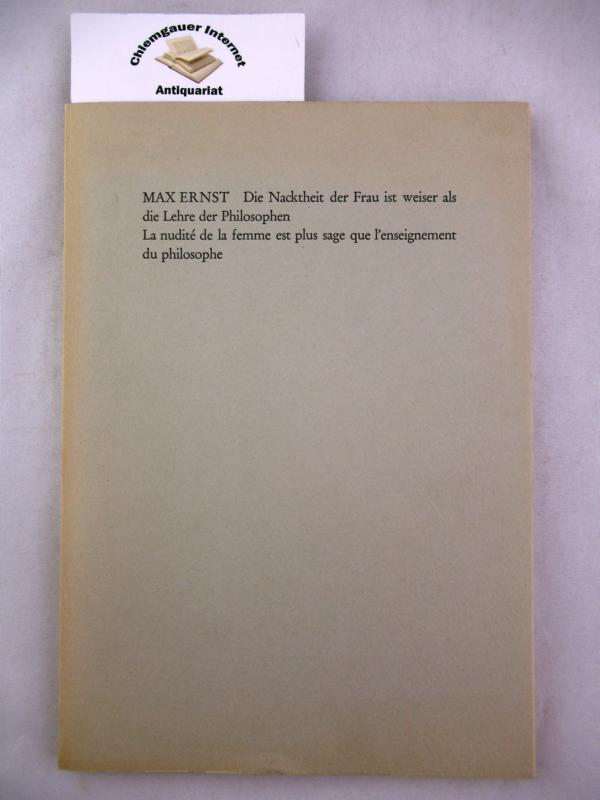 Chiemgauer Internet
Antiquariat
MAX ERNST Die Nacktheit der Frau ist weiser als
die Lehre der Philosophen
La nudité de la femme est plus sage que l'enseignement
du philosophe